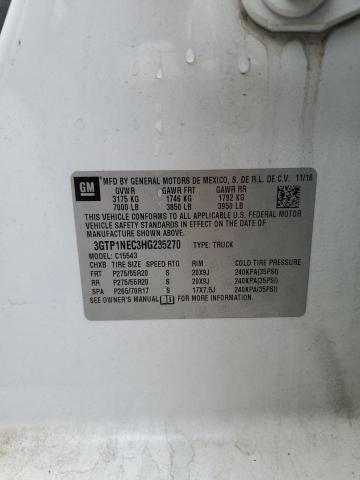 MFD BY GENERAL MOTORS DE MEXICO, S. DE R.L. DE C.V. 11/16
GM
GVWR GAWR FRT GAWR RR
3175 KG 1746 KG 1792 KG
7000 LB 3850 LB 3950 LB
THIS VEHICLE CONFORMS TO ALL APPLICABLE U.S. FEDERAL MOTOR
VEHICLE SAFETY STANDARDS IN EFFECT ON THE DATE OF
MANUFACTURE SHOWN ABOVE.
3GTP1NEC3HG235270 TYPE: TRUCK
MODEL: C15543
CHXB TIRE SIZE SPEED RTG RIM COLD TIRE PRESSURE
FRT P275/55R20 S 20X9J 240KPA(35PSI)
RR P275/55R20 S 20X9J 240KPA(35PSI)
SPA P265/70R17 S 17X7.5J 240KPA(35PSI)
SEE OWNER'S MANUAL FOR MORE INFORMATION.